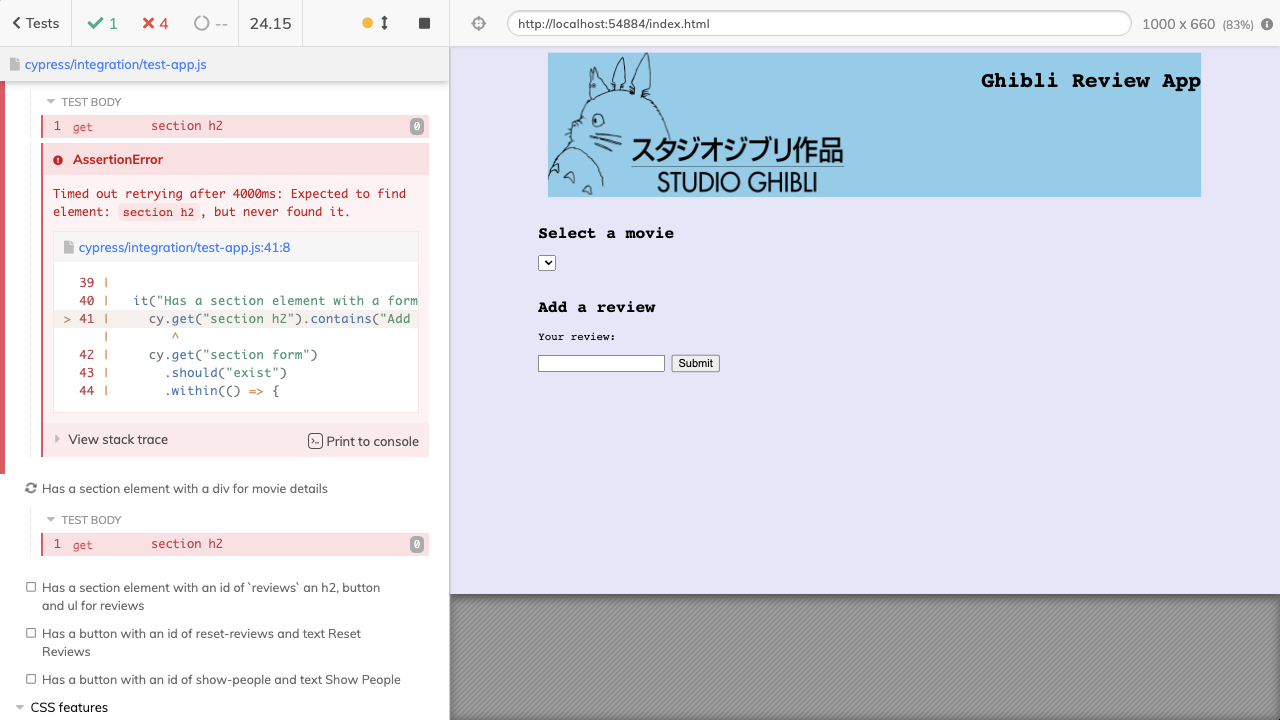 Tests
1
4
--
24.15
http://localhost:54884/index.html
1000 x 660 (83%)
cypress/integration/test-app.js
TEST BODY
1 get section h2 0
AssertionError
Timed out retrying after 4000ms: Expected to find
element: section h2, but never found it.
cypress/integration/test-app.js:41:8
39 |
40 | it("Has a section element with a form
> 41 | cy.get("section h2").contains("Add
| ^
42 | cy.get("section form")
43 | .should("exist")
44 | .within(() => {
View stack trace
Print to console
Has a section element with a div for movie details
TEST BODY
1 get section h2 0
Has a section element with an id of `reviews` an h2, button
and ul for reviews
Has a button with an id of reset-reviews and text Reset
Reviews
Has a button with an id of show-people and text Show People
CSS features
Ghibli Review App
スタジオジブリ作品
STUDIO GHIBLI
Select a movie
Add a review
Your review:
Submit